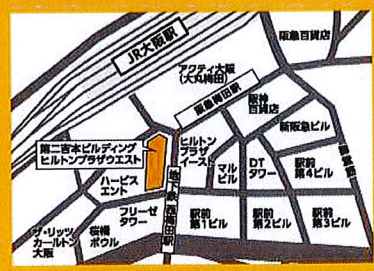 JR大阪駅
阪急百貨店
アクティ大阪
(大丸梅田)
阪急梅田駅
阪神
百貨店
新阪急ビル
御堂筋
第二吉本ビルディング
ヒルトンプラザウエスト
ヒルトン
プラザ
イースト
マル
ビル
DT
タワー
駅前
第4ビル
ハービス
エント
地下鉄 西梅田駅
ザ・リッツ
カールトン
大阪
桜橋
ボウル
ブリーゼ
タワー
駅前
第1ビル
駅前
第2ビル
駅前
第3ビル